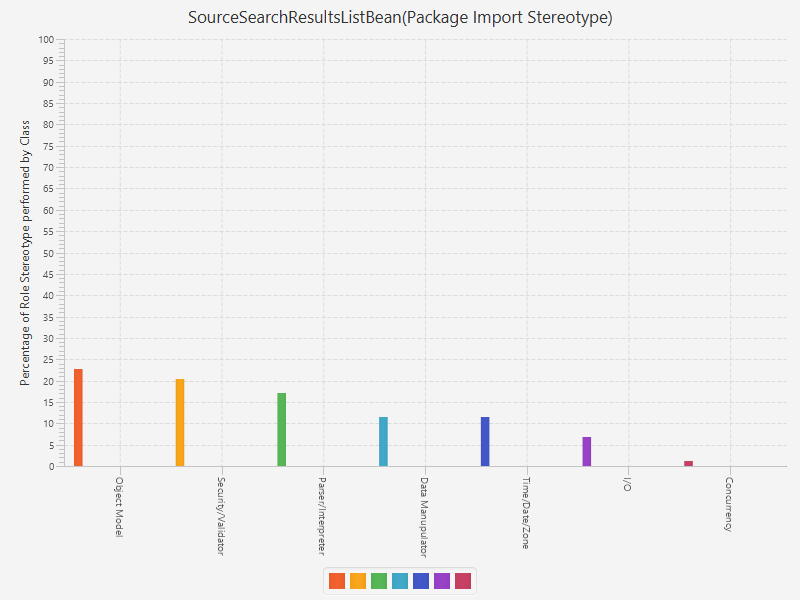 SourceSearchResultsListBean(Package Import Stereotype)
Percentage of Role Stereotype performed by Class
100
95
90
85
80
75
70
65
60
55
50
45
40
35
30
25
20
15
10
5
0
Object Model
Security/Validator
Parser/Interpreter
Data Manupulator
Time/Date/Zone
I/O
Concurrency